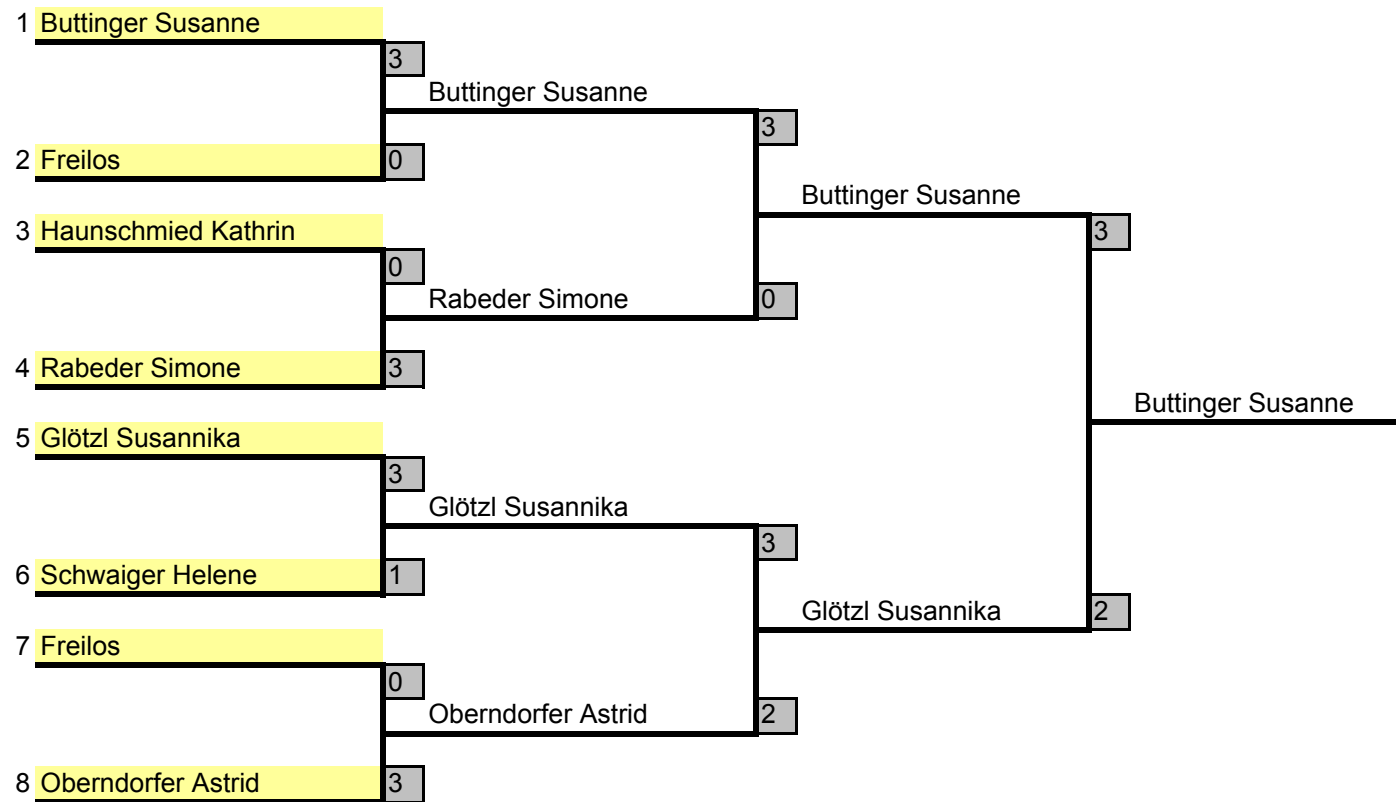 1 Buttinger Susanne
3
Buttinger Susanne
3
2 Freilos
0
Buttinger Susanne
3 Haunschmied Kathrin
3
0
Rabeder Simone
0
4 Rabeder Simone
3
Buttinger Susanne
5 Glötzl Susannika
3
Glötzl Susannika
3
6 Schwaiger Helene
1
Glötzl Susannika
2
7 Freilos
0
Oberndorfer Astrid
2
8 Oberndorfer Astrid
3